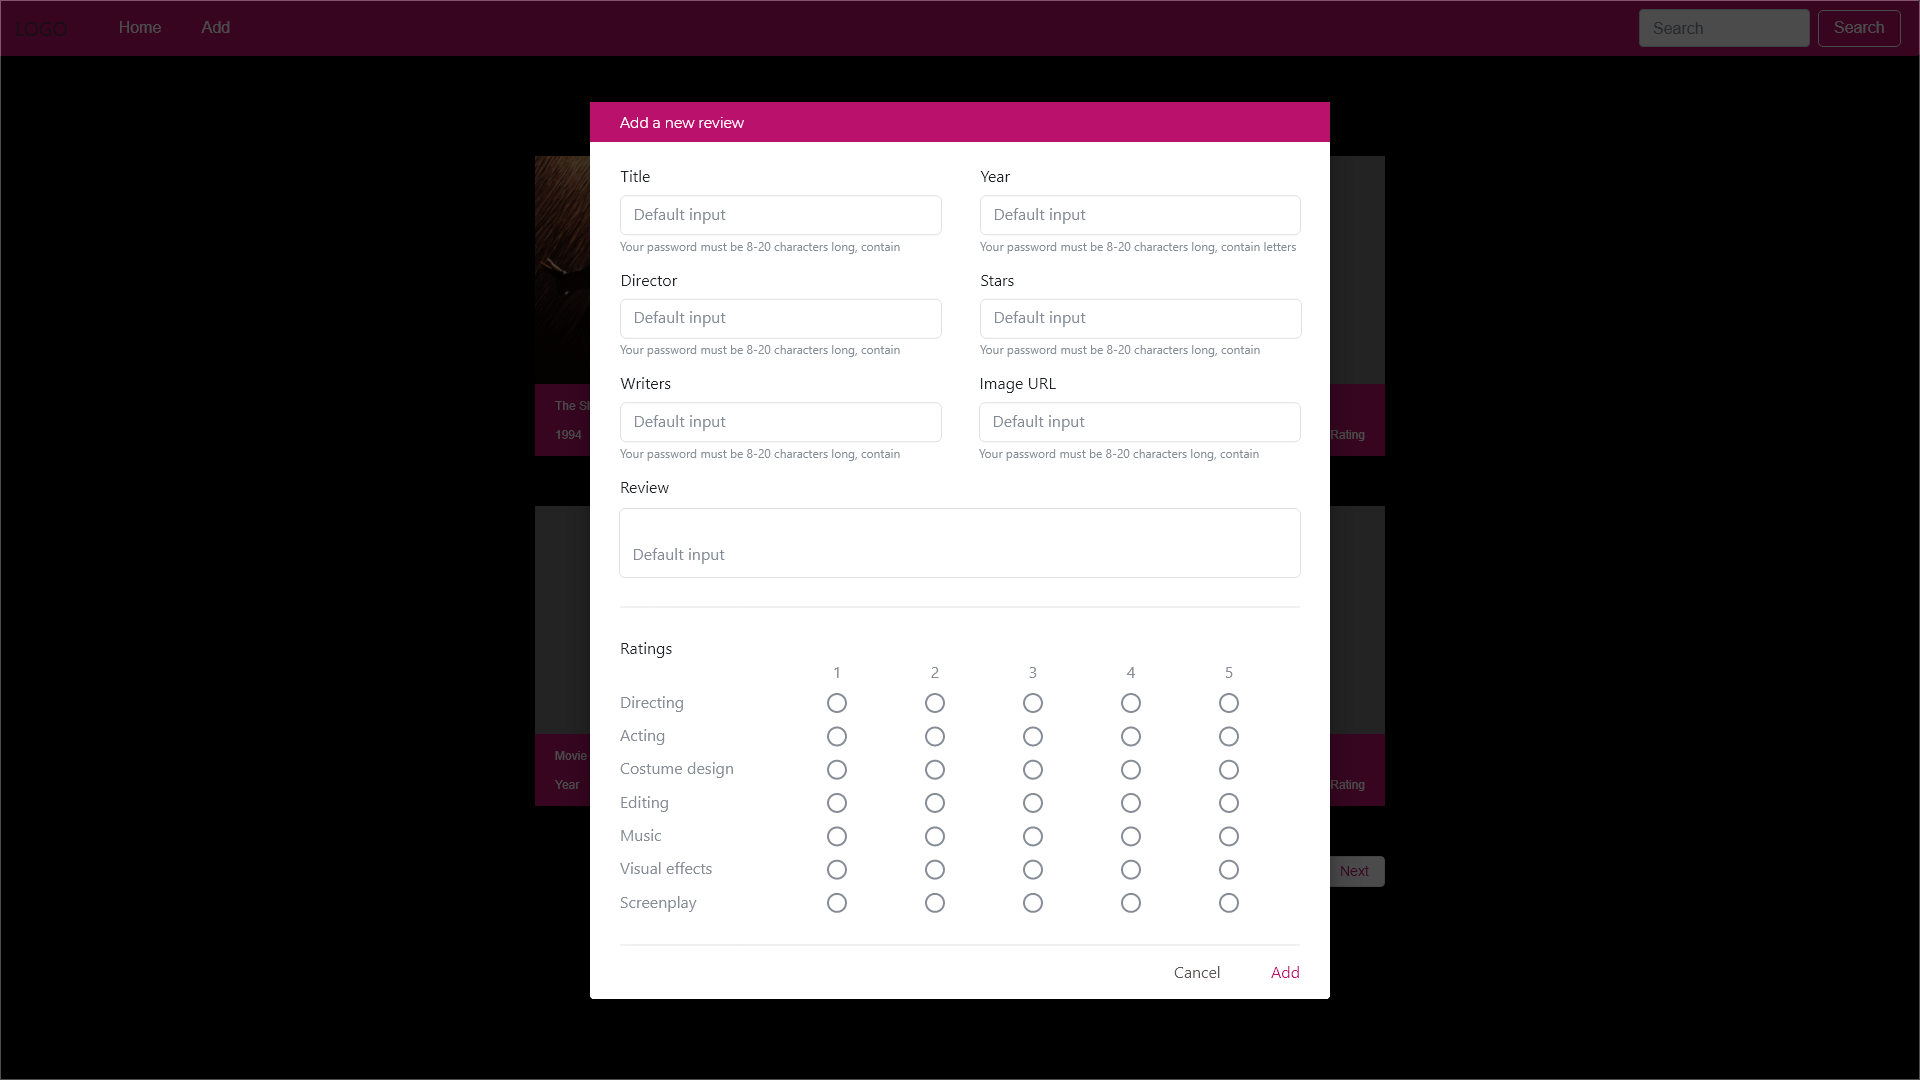 LOGO Home Add Search Search
Add a new review
Title Year
Default input Default input
Your password must be 8-20 characters long, contain Your password must be 8-20 characters long, contain letters
Director Stars
Default input Default input
Your password must be 8-20 characters long, contain Your password must be 8-20 characters long, contain
Writers Image URL
Default input Default input
Your password must be 8-20 characters long, contain Your password must be 8-20 characters long, contain
The
1994 Rating
Review
Default input
Ratings
1 2 3 4 5
Directing
Acting
Movie
Costume design
Year Rating
Editing
Music
Visual effects
Next
Screenplay
Cancel Add